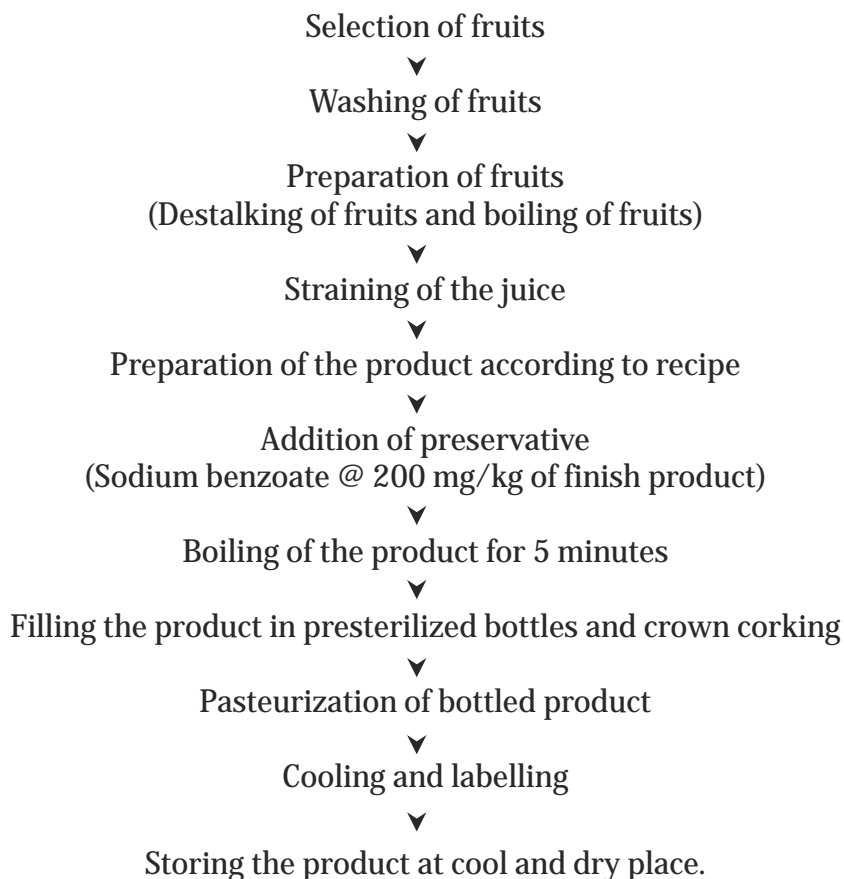 Selection of fruits
Washing of fruits
Preparation of fruits
(Destalking of fruits and boiling of fruits)
Straining of the juice
Preparation of the product according to recipe
Addition of preservative
(Sodium benzoate @ 200 mg/kg of finish product)
Boiling of the product for 5 minutes
Filling the product in presterilized bottles and crown corking
Pasteurization of bottled product
Cooling and labelling
Storing the product at cool and dry place.